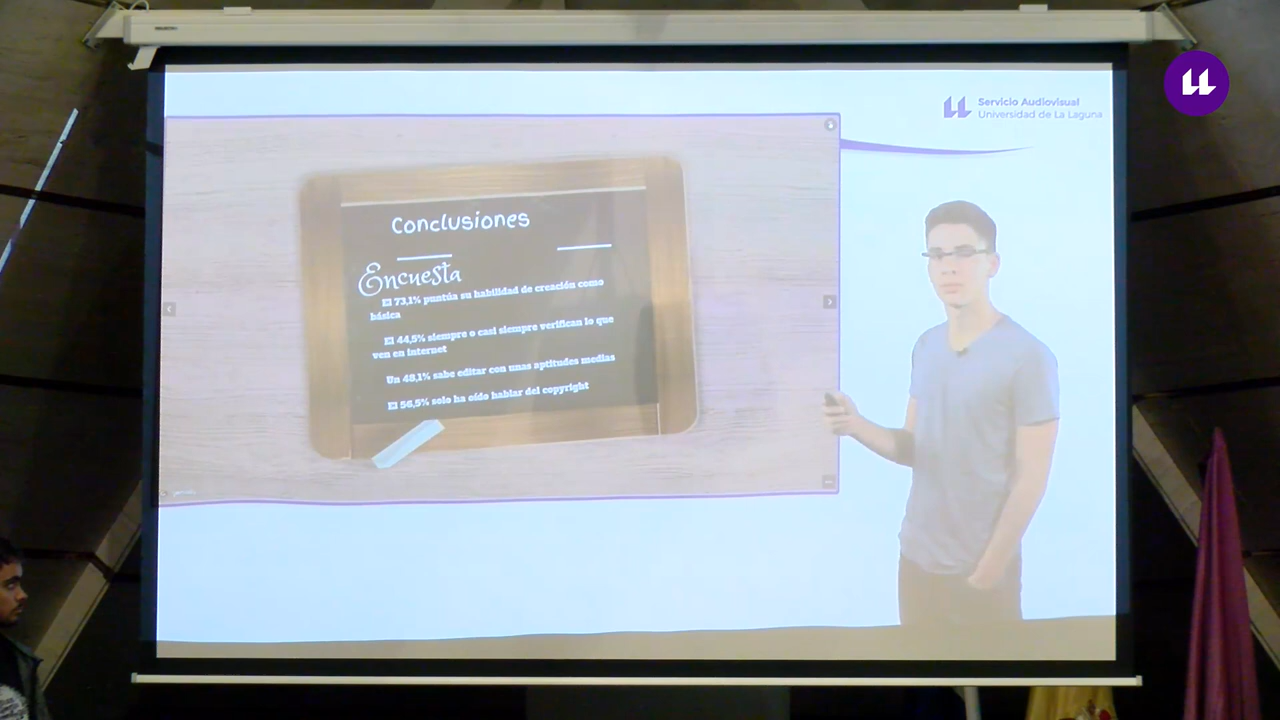 Servicio Audiovisual
Universidad de La Laguna
Conclusiones
Encuesta
El 73,1% puntúa su habilidad de creación como
básica
El 44,5% siempre o casi siempre verifican lo que
ven en internet
Un 48,1% sabe editar con unas aptitudes medias
El 56,5% solo ha oído hablar del copyright